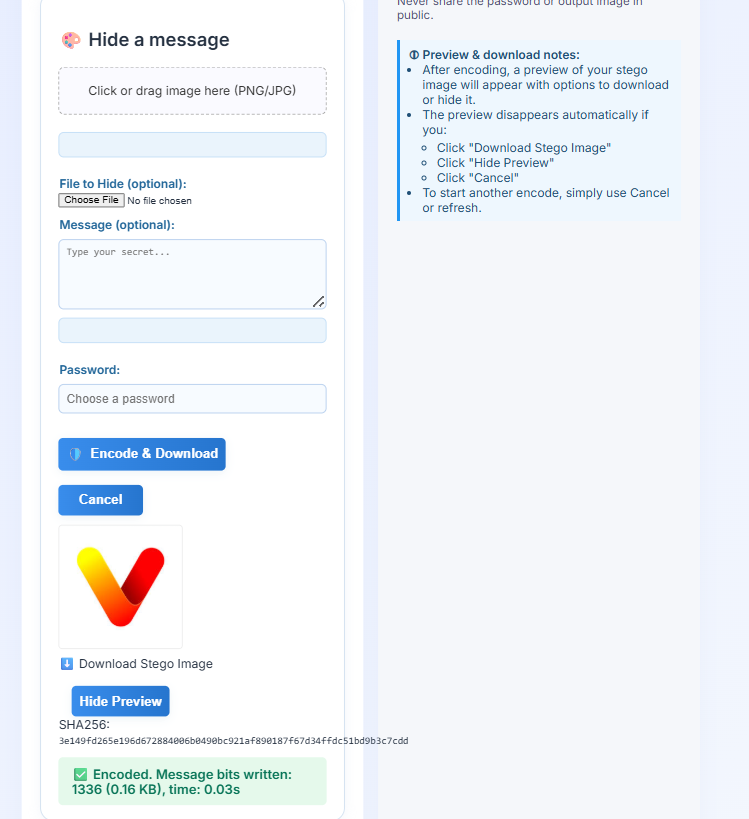 Hide a message
Click or drag image here (PNG/JPG)
File to Hide (optional):
Choose File No file chosen
Message (optional):
Type your secret...
Password:
Choose a password
Encode & Download
Cancel
Download Stego Image
Hide Preview
SHA256:
3e149fd265e196d672884006b0490bc921af890187f67d34ffdc51bd9b3c7cdd
Encoded. Message bits written:
1336 (0.16 KB), time: 0.03s
Never share the password or output image in
public.
Preview & download notes:
After encoding, a preview of your stego
image will appear with options to download
or hide it.
The preview disappears automatically if
you:
Click "Download Stego Image"
Click "Hide Preview"
Click "Cancel"
To start another encode, simply use Cancel
or refresh.